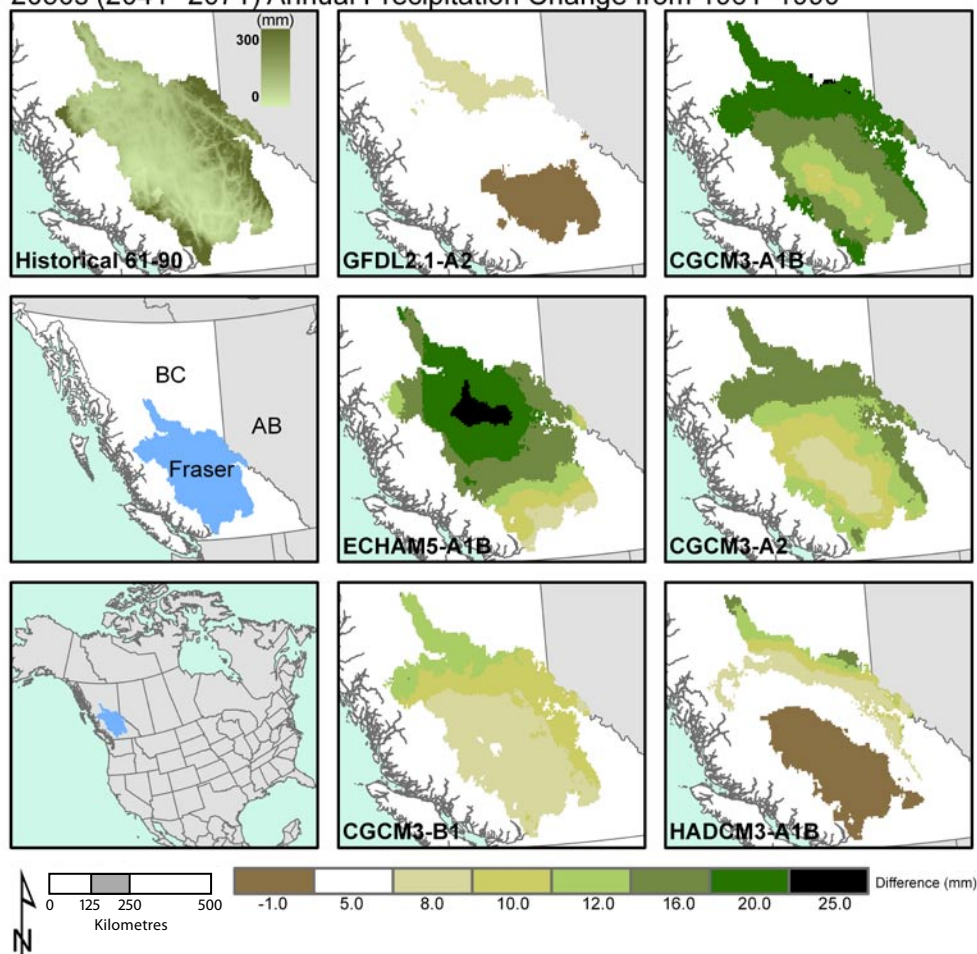 2050s (2041-2071) Annual Precipitation Change from 1961-1990
(mm)
300
0
Historical 61-90
GFDL2.1-A2
CGCM3-A1B
BC
AB
Fraser
ECHAM5-A1B
CGCM3-A2
CGCM3-B1
HADCM3-A1B
0 125 250 500
Kilometres
N
-1.0 5.0 8.0 10.0 12.0 16.0 20.0 25.0
Difference (mm)